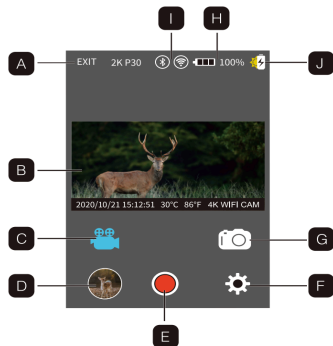 I H
A EXIT 2K P30 100% J
B
2020/10/21 15:12:51 30°C 86°F 4K WIFI CAM
C G
D F
E